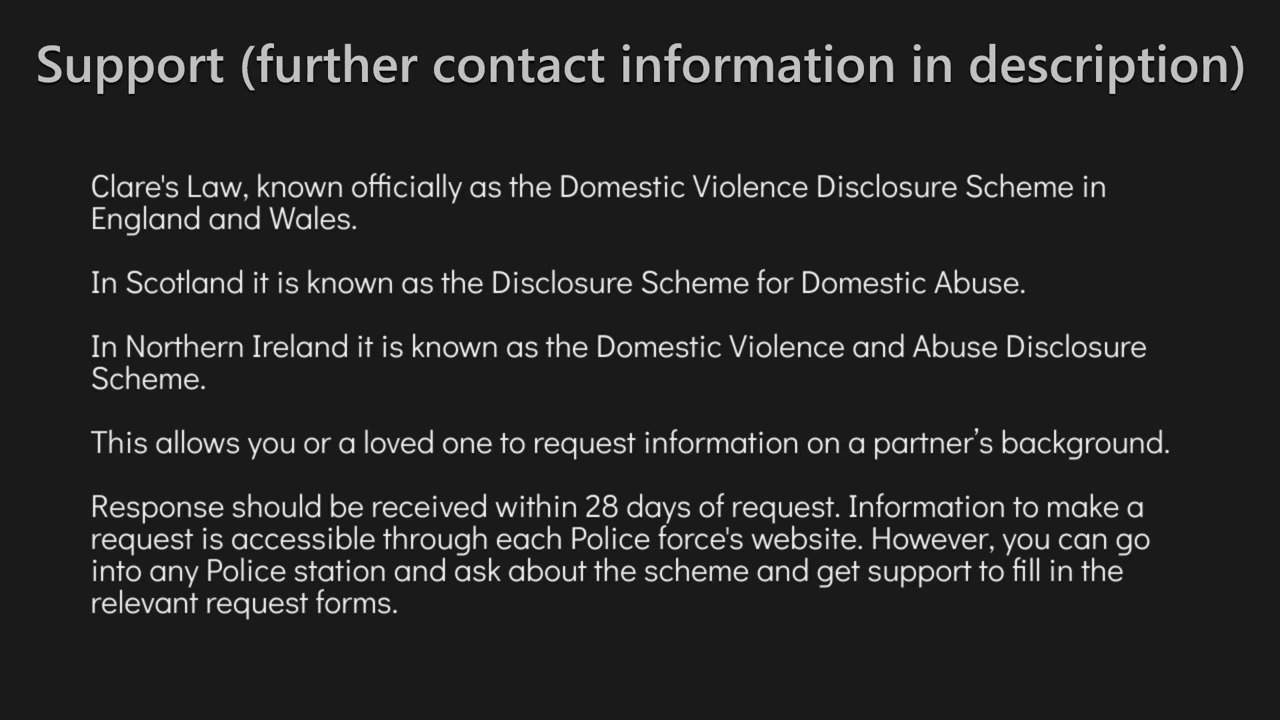 Support (further contact information in description)
Clare's Law, known officially as the Domestic Violence Disclosure Scheme in
England and Wales.
In Scotland it is known as the Disclosure Scheme for Domestic Abuse.
In Northern Ireland it is known as the Domestic Violence and Abuse Disclosure
Scheme.
This allows you or a loved one to request information on a partner’s background.
Response should be received within 28 days of request. Information to make a
request is accessible through each Police force's website. However, you can go
into any Police station and ask about the scheme and get support to fill in the
relevant request forms.